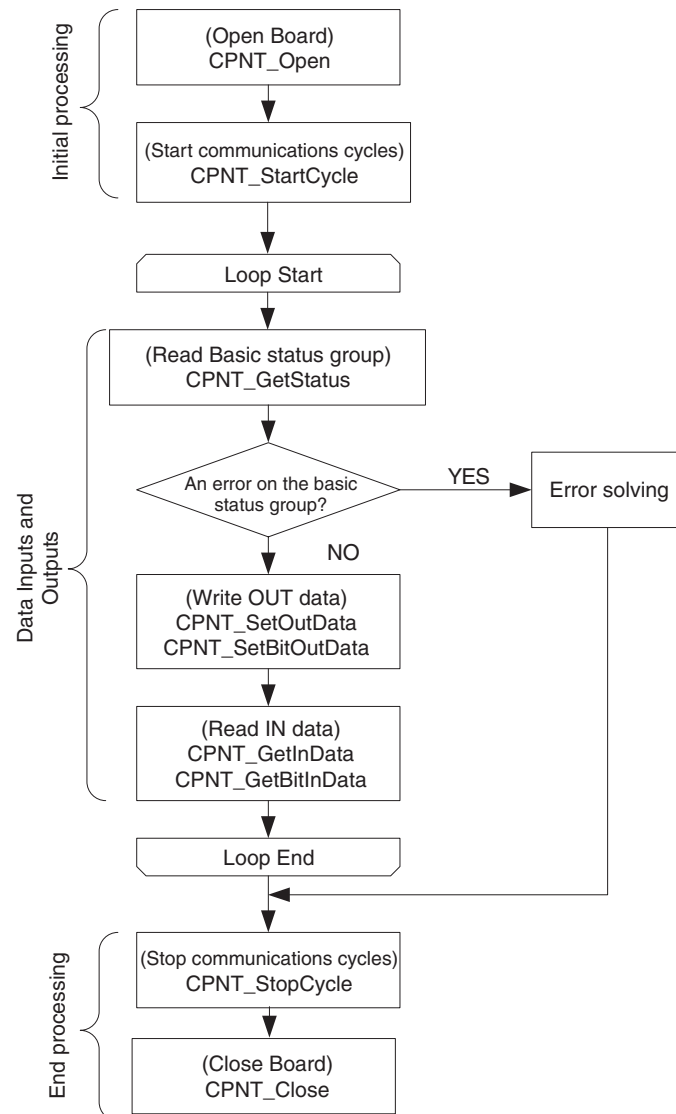 Initial processing
(Open Board)
CPNT_Open
(Start communications cycles)
CPNT_StartCycle
Loop Start
Data Inputs and
Outputs
(Read Basic status group)
CPNT_GetStatus
An error on the basic
status group?
YES
Error solving
NO
(Write OUT data)
CPNT_SetOutData
CPNT_SetBitOutData
(Read IN data)
CPNT_GetInData
CPNT_GetBitInData
Loop End
End processing
(Stop communications cycles)
CPNT_StopCycle
(Close Board)
CPNT_Close